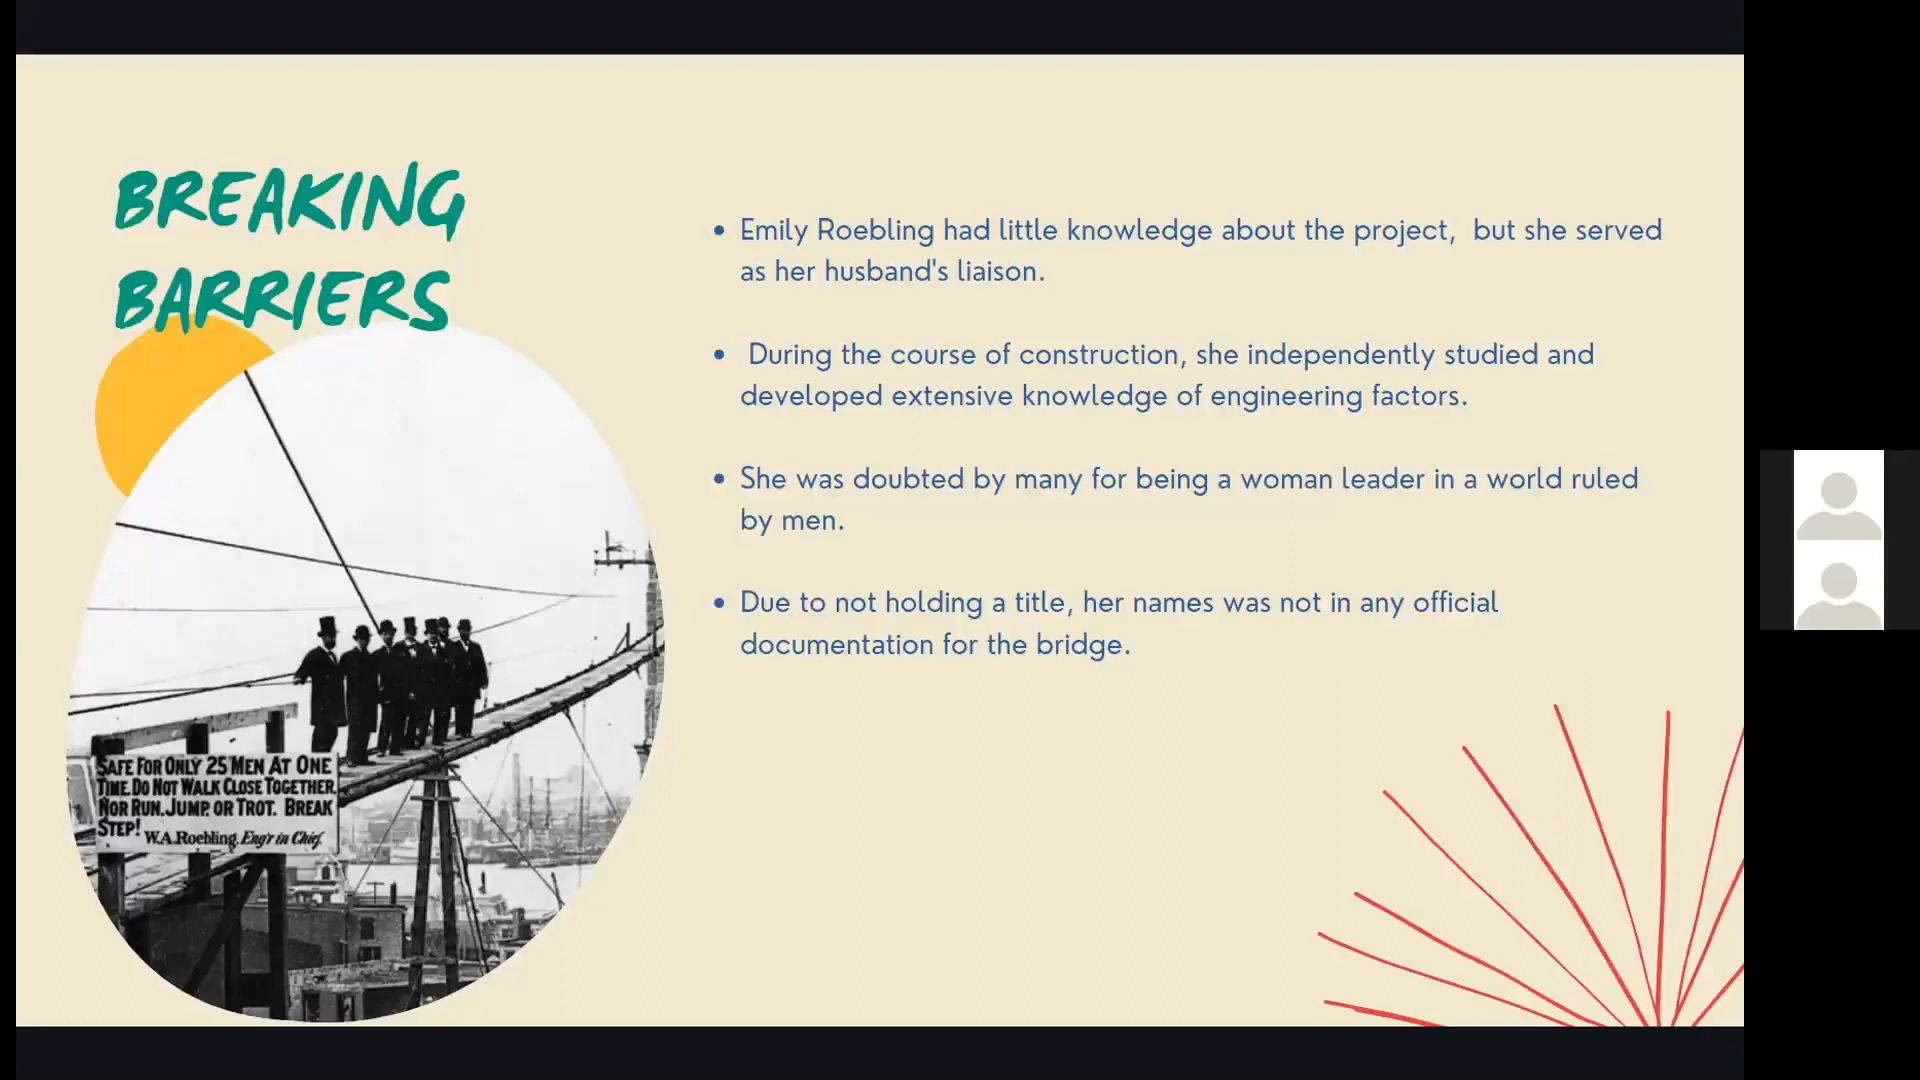 BREAKING
BARRIERS
Emily Roebling had little knowledge about the project, but she served
as her husband's liaison.
During the course of construction, she independently studied and
developed extensive knowledge of engineering factors.
She was doubted by many for being a woman leader in a world ruled
by men.
Due to not holding a title, her names was not in any official
documentation for the bridge.
SAFE FOR ONLY 25 MEN AT ONE
TIME. DO NOT WALK CLOSE TOGETHER.
NOR RUN, JUMP, OR TROT. BREAK
STEP!
W.A. Roebling, Eng'r in Chief.